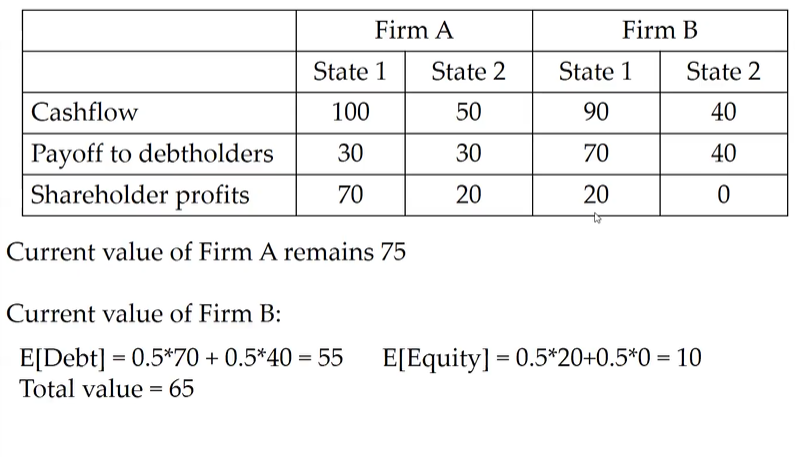 Firm A Firm B
State 1 State 2 State 1 State 2
Cashflow 100 50 90 40
Payoff to debtholders 30 30 70 40
Shareholder profits 70 20 20 0
Current value of Firm A remains 75
Current value of Firm B:
E[Debt] = 0.5*70 + 0.5*40 = 55 E[Equity] = 0.5*20+0.5*0 = 10
Total value = 65